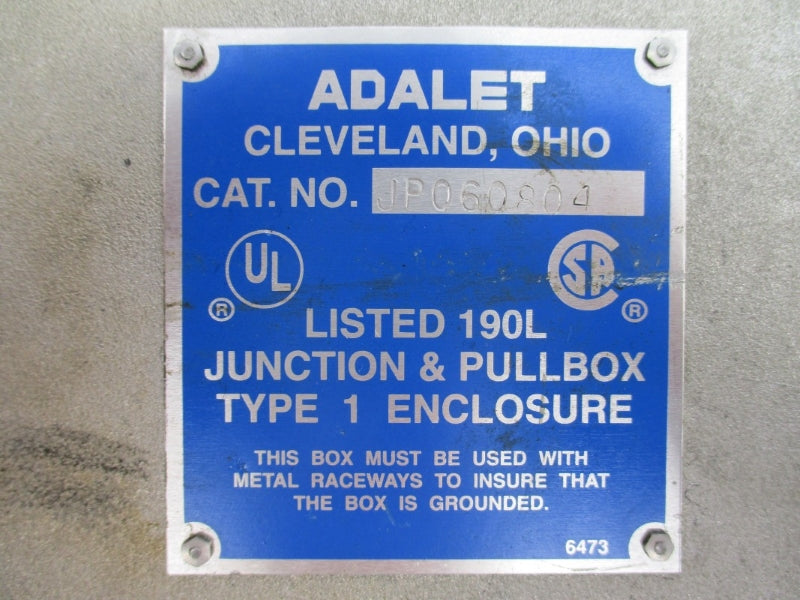 ADALET
CLEVELAND, OHIO
CAT. NO. JP060804
UL ® CSA ®
LISTED 190L
JUNCTION & PULLBOX
TYPE 1 ENCLOSURE
THIS BOX MUST BE USED WITH
METAL RACEWAYS TO INSURE THAT
THE BOX IS GROUNDED.
6473